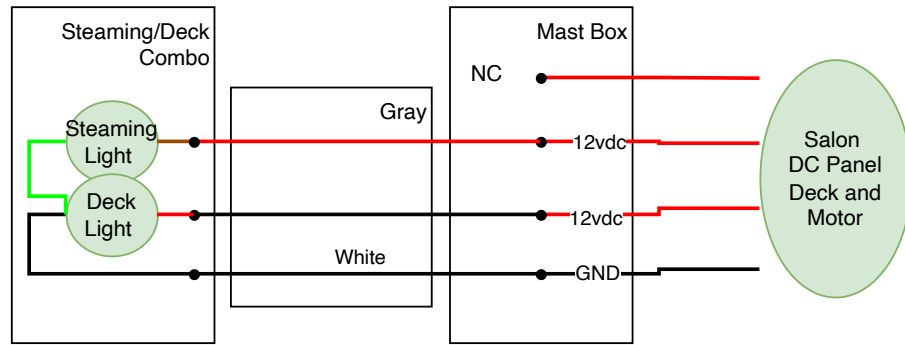 Steaming/Deck
Combo
Mast Box
NC
Gray
Steaming
Light
12vdc
Salon
DC Panel
Deck and
Motor
Deck
Light
12vdc
White
GND